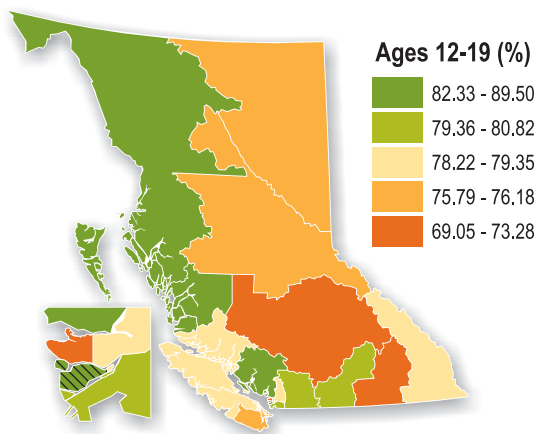 Ages 12-19 (%)
82.33 - 89.50
79.36 - 80.82
78.22 - 79.35
75.79 - 76.18
69.05 - 73.28